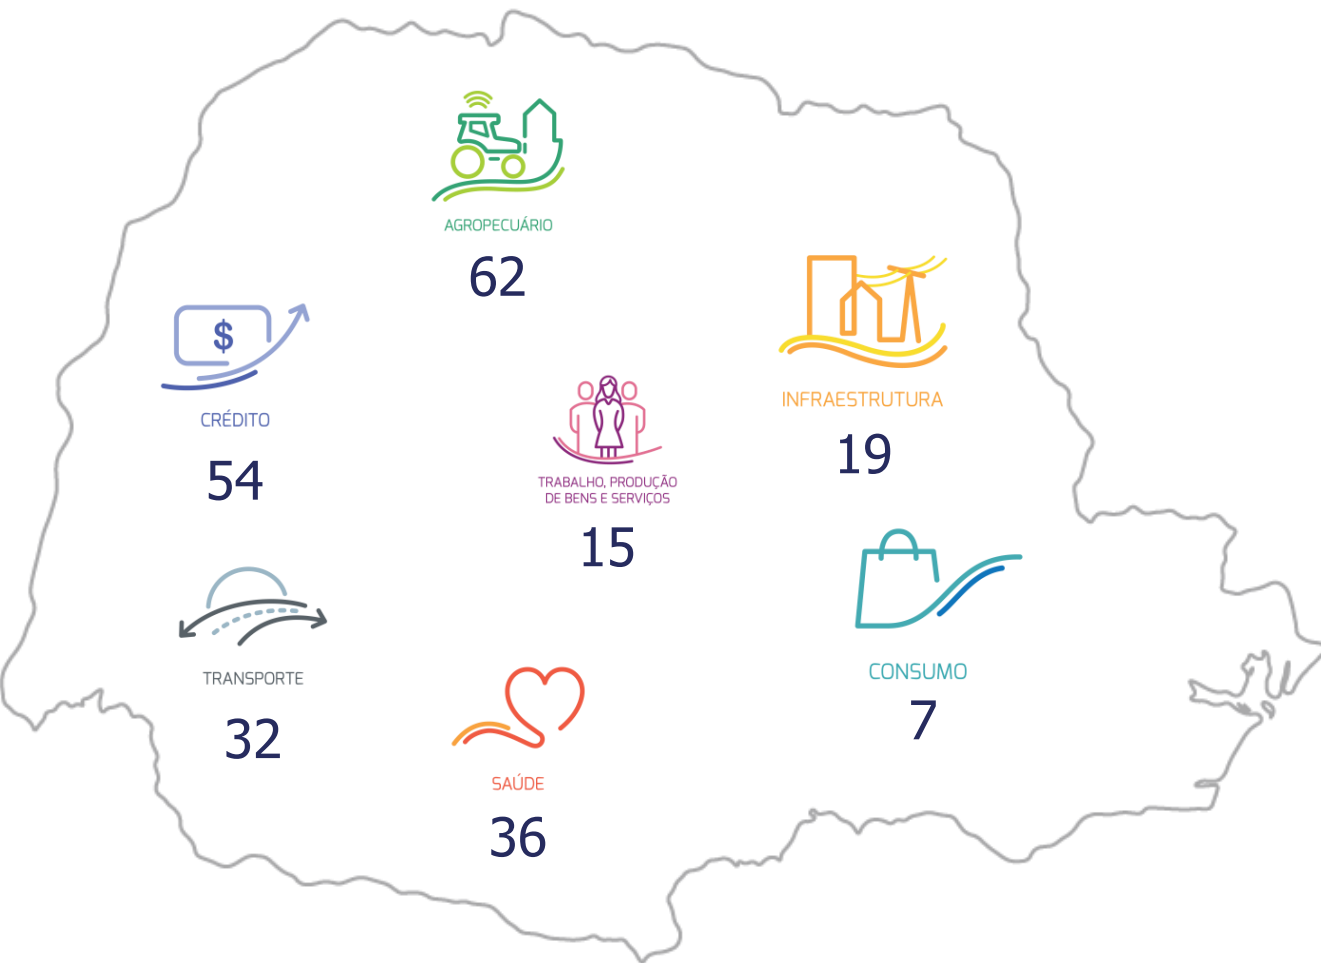 AGROPECUÁRIO
62
$
CRÉDITO
54
INFRAESTRUTURA
19
TRABALHO, PRODUÇÃO
DE BENS E SERVIÇOS
15
TRANSPORTE
32
CONSUMO
7
SAÚDE
36